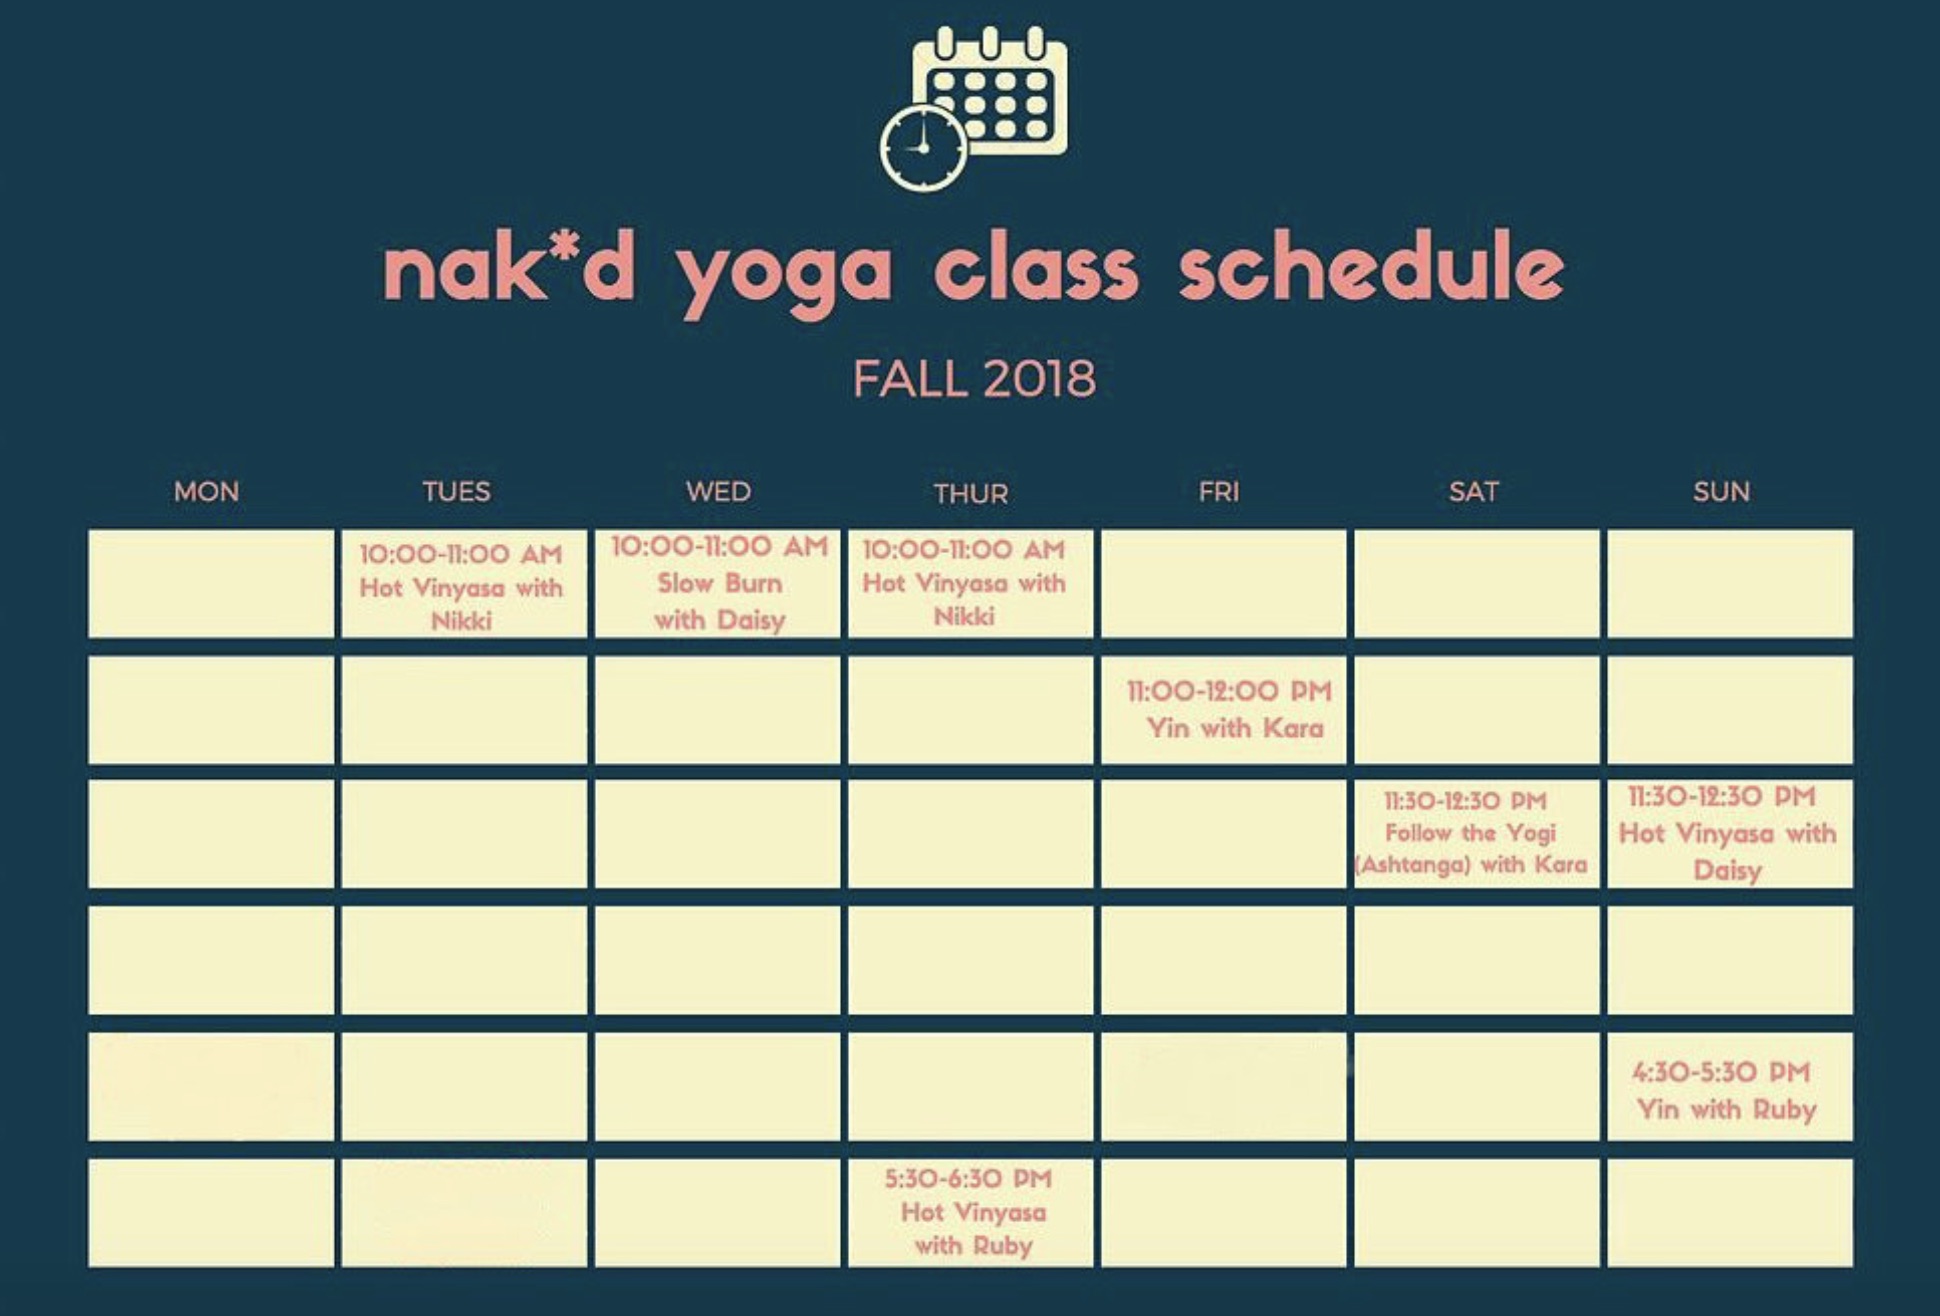 nak*d yoga class schedule
FALL 2018
MON TUES WED THUR FRI SAT SUN
10:00-11:00 AM
Hot Vinyasa with
Nikki
10:00-11:00 AM
Slow Burn
with Daisy
10:00-11:00 AM
Hot Vinyasa with
Nikki
11:00-12:00 PM
Yin with Kara
11:30-12:30 PM
Follow the Yogi
(Ashtanga) with Kara
11:30-12:30 PM
Hot Vinyasa with
Daisy
4:30-5:30 PM
Yin with Ruby
5:30-6:30 PM
Hot Vinyasa
with Ruby